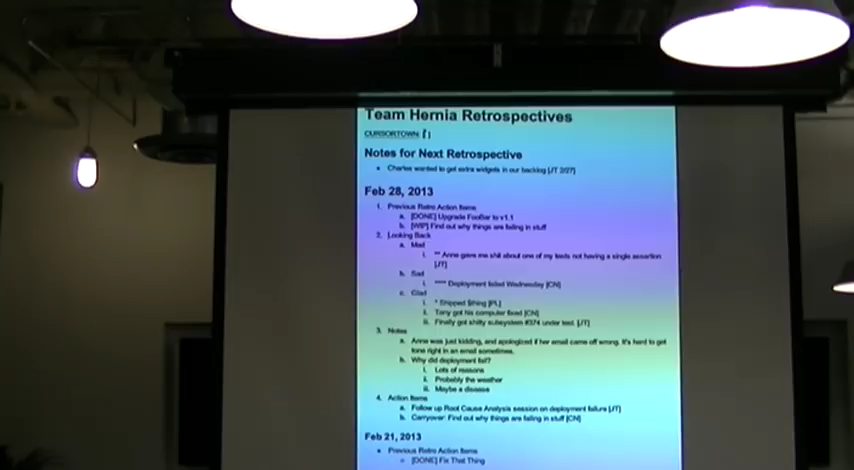 Team Hernia Retrospectives
CURSORTOWN: [ ]
Notes for Next Retrospective
• Charles wanted to get extra widgets in our backlog [JT 2/27]
Feb 28, 2013
1. Previous Retro Action Items
a. [DONE] Upgrade FooBar to v1.1
b. [WIP] Find out why things are failing in stuff
2. Looking Back
a. Mad
i. ** Anne gave me shit about one of my tests not having a single assertion
[JT]
b. Sad
i. **** Deployment failed Wednesday [CN]
c. Glad
i. * Shipped $thing [PL]
ii. Tony got his computer fixed [CN]
iii. Finally got shitty subsystem #374 under test. [JT]
3. Notes
a. Anne was just kidding, and apologized if her email came off wrong. It's hard to get
tone right in an email sometimes.
b. Why did deployment fail?
i. Lots of reasons
ii. Probably the weather
iii. Maybe a disease
4. Action Items
a. Follow up Root Cause Analysis session on deployment failure [JT]
b. Carryover: Find out why things are failing in stuff [CN]
Feb 21, 2013
• Previous Retro Action Items
○ [DONE] Fix That Thing